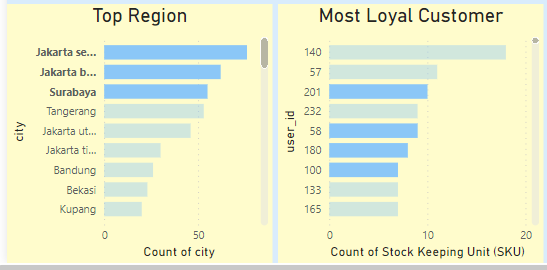 Top Region
Jakarta se...
Jakarta b...
Surabaya
Tangerang
Jakarta ut...
Jakarta ti...
Bandung
Bekasi
Kupang
city
0 50
Count of city
Most Loyal Customer
140
57
201
232
58
180
100
133
165
user_id
0 10 20
Count of Stock Keeping Unit (SKU)